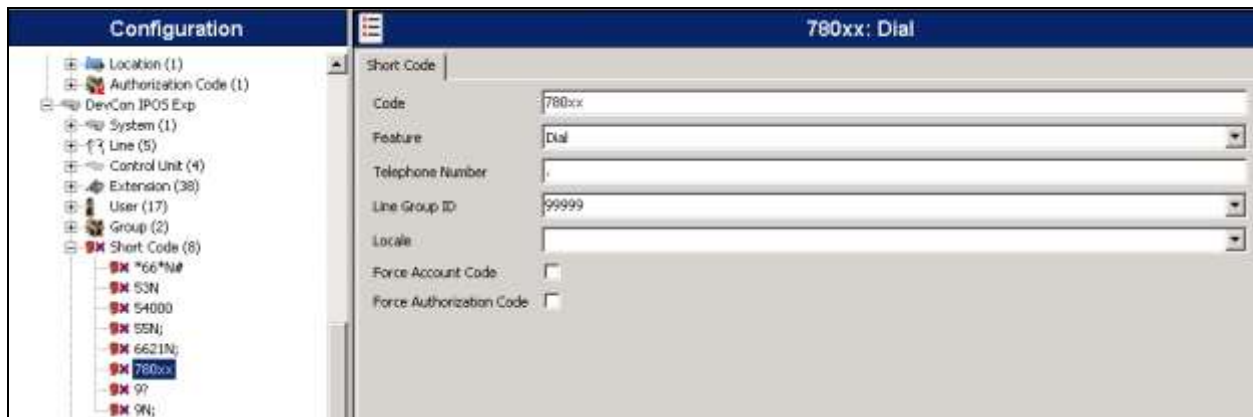 Configuration
780xx: Dial
Location (1)
Authorization Code (1)
DevCon IPOS Exp
System (1)
Line (5)
Control Unit (4)
Extension (38)
User (17)
Group (2)
Short Code (8)
*66*N#
53N
54000
55N;
6621N;
780xx
9?
9N;
Short Code
Code 780xx
Feature Dial
Telephone Number .
Line Group ID 99999
Locale
Force Account Code
Force Authorization Code